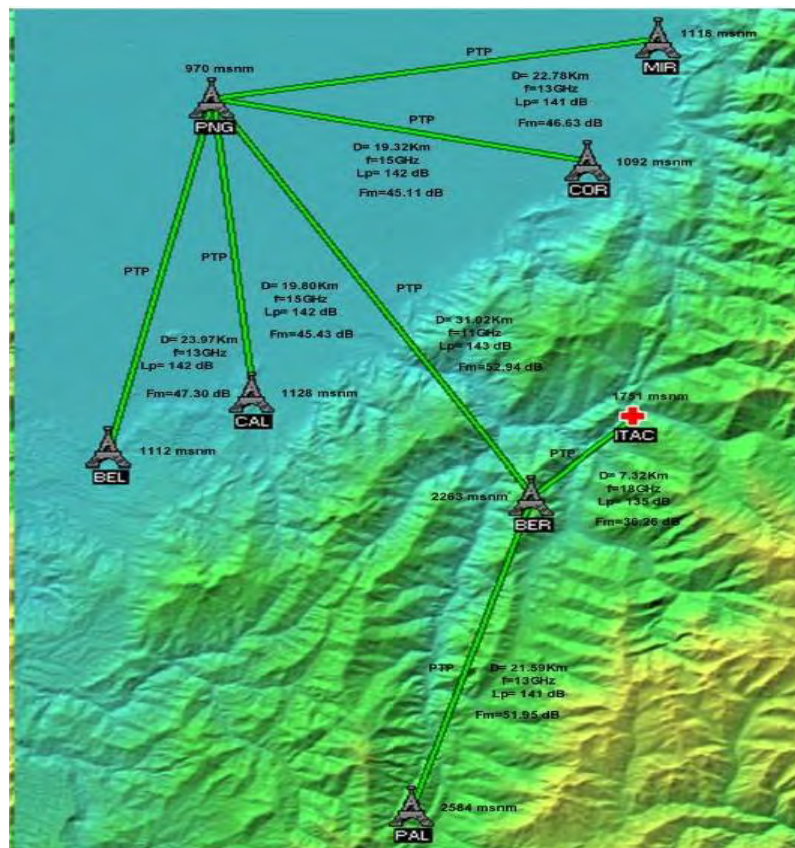 1118 msnm
PTP
MIR
970 msnm
D= 22.78Km
f=13GHz
Lp= 141 dB
PNG
PTP
Fm=46.63 dB
D= 19.32Km
f=15GHz
Lp= 142 dB
1092 msnm
COR
Fm=45.11 dB
PTP
PTP
PTP
D= 19.80Km
f=15GHz
Lp= 142 dB
Fm=45.43 dB
D= 31.02Km
f=11GHz
Lp= 143 dB
Fm=52.94 dB
D= 23.97Km
f=13GHz
Lp= 142 dB
Fm=47.30 dB
1128 msnm
CAL
1751 msnm
ITAC
1112 msnm
BEL
PTP
D= 7.32Km
f=18GHz
Lp= 135 dB
Fm=36.26 dB
2263 msnm
BER
PTP
D= 21.59Km
f=13GHz
Lp= 141 dB
Fm=51.95 dB
2584 msnm
PAL